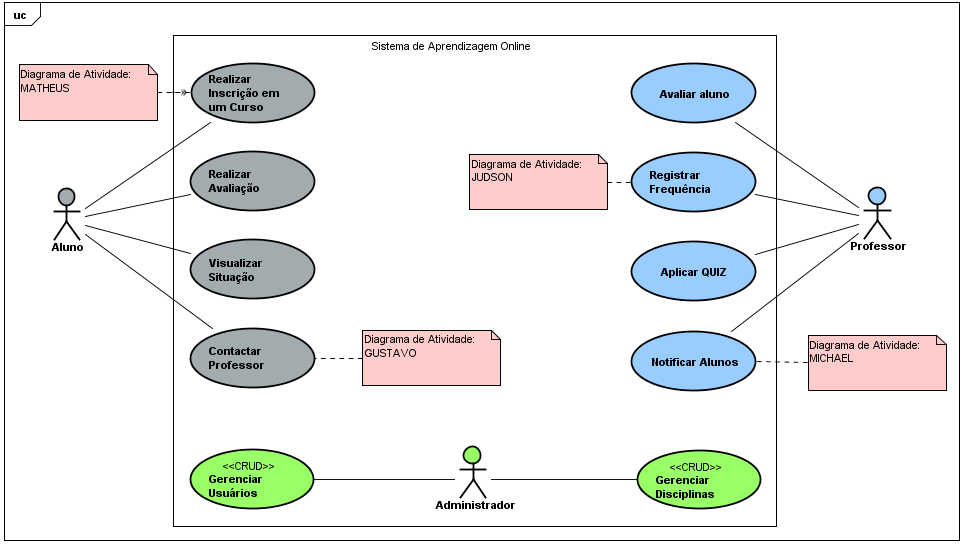 uc
Sistema de Aprendizagem Online
Diagrama de Atividade:
MATHEUS
Realizar
Inscrição em
um Curso
Avaliar aluno
Realizar
Avaliação
Diagrama de Atividade:
JUDSON
Registrar
Frequência
Aluno
Professor
Visualizar
Situação
Aplicar QUIZ
Contactar
Professor
Diagrama de Atividade:
GUSTAVO
Notificar Alunos
Diagrama de Atividade:
MICHAEL
<<CRUD>>
Gerenciar
Usuários
Administrador
<<CRUD>>
Gerenciar
Disciplinas